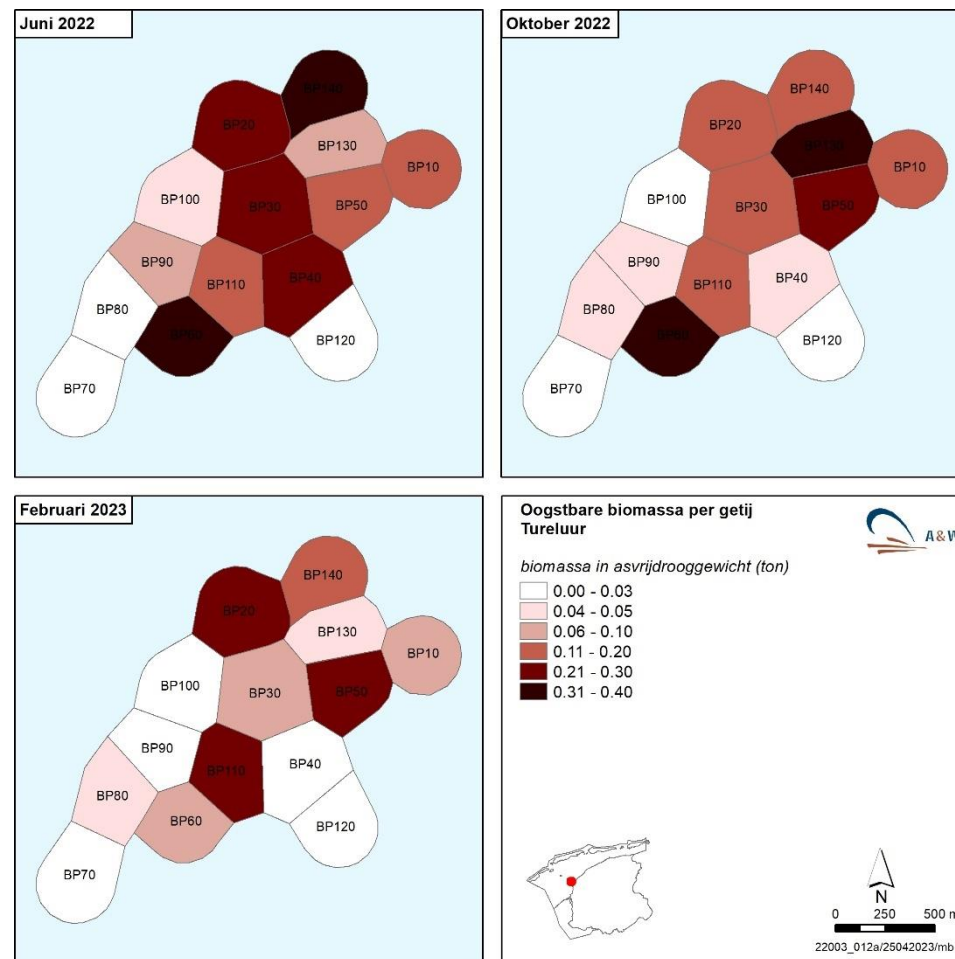 Juni 2022
BP140
BP20
BP130
BP10
BP100
BP30
BP50
BP90
BP110
BP40
BP80
BP60
BP120
BP70
Oktober 2022
BP140
BP20
BP130
BP10
BP100
BP30
BP50
BP90
BP110
BP40
BP80
BP60
BP120
BP70
Februari 2023
BP140
BP20
BP130
BP10
BP100
BP30
BP50
BP90
BP110
BP40
BP80
BP60
BP120
BP70
Oogstbare biomassa per getij
Tureluur
A&W
biomassa in asvrijdrooggewicht (ton)
0.00 - 0.03
0.04 - 0.05
0.06 - 0.10
0.11 - 0.20
0.21 - 0.30
0.31 - 0.40
N
0 250 500 m
22003_012a/25042023/mb